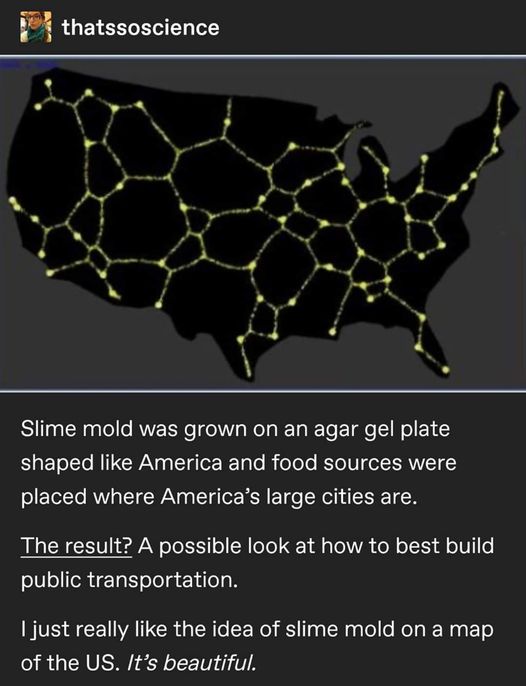 thatssoscience
Slime mold was grown on an agar gel plate
shaped like America and food sources were
placed where America’s large cities are.
The result? A possible look at how to best build
public transportation.
I just really like the idea of slime mold on a map
of the US. It’s beautiful.